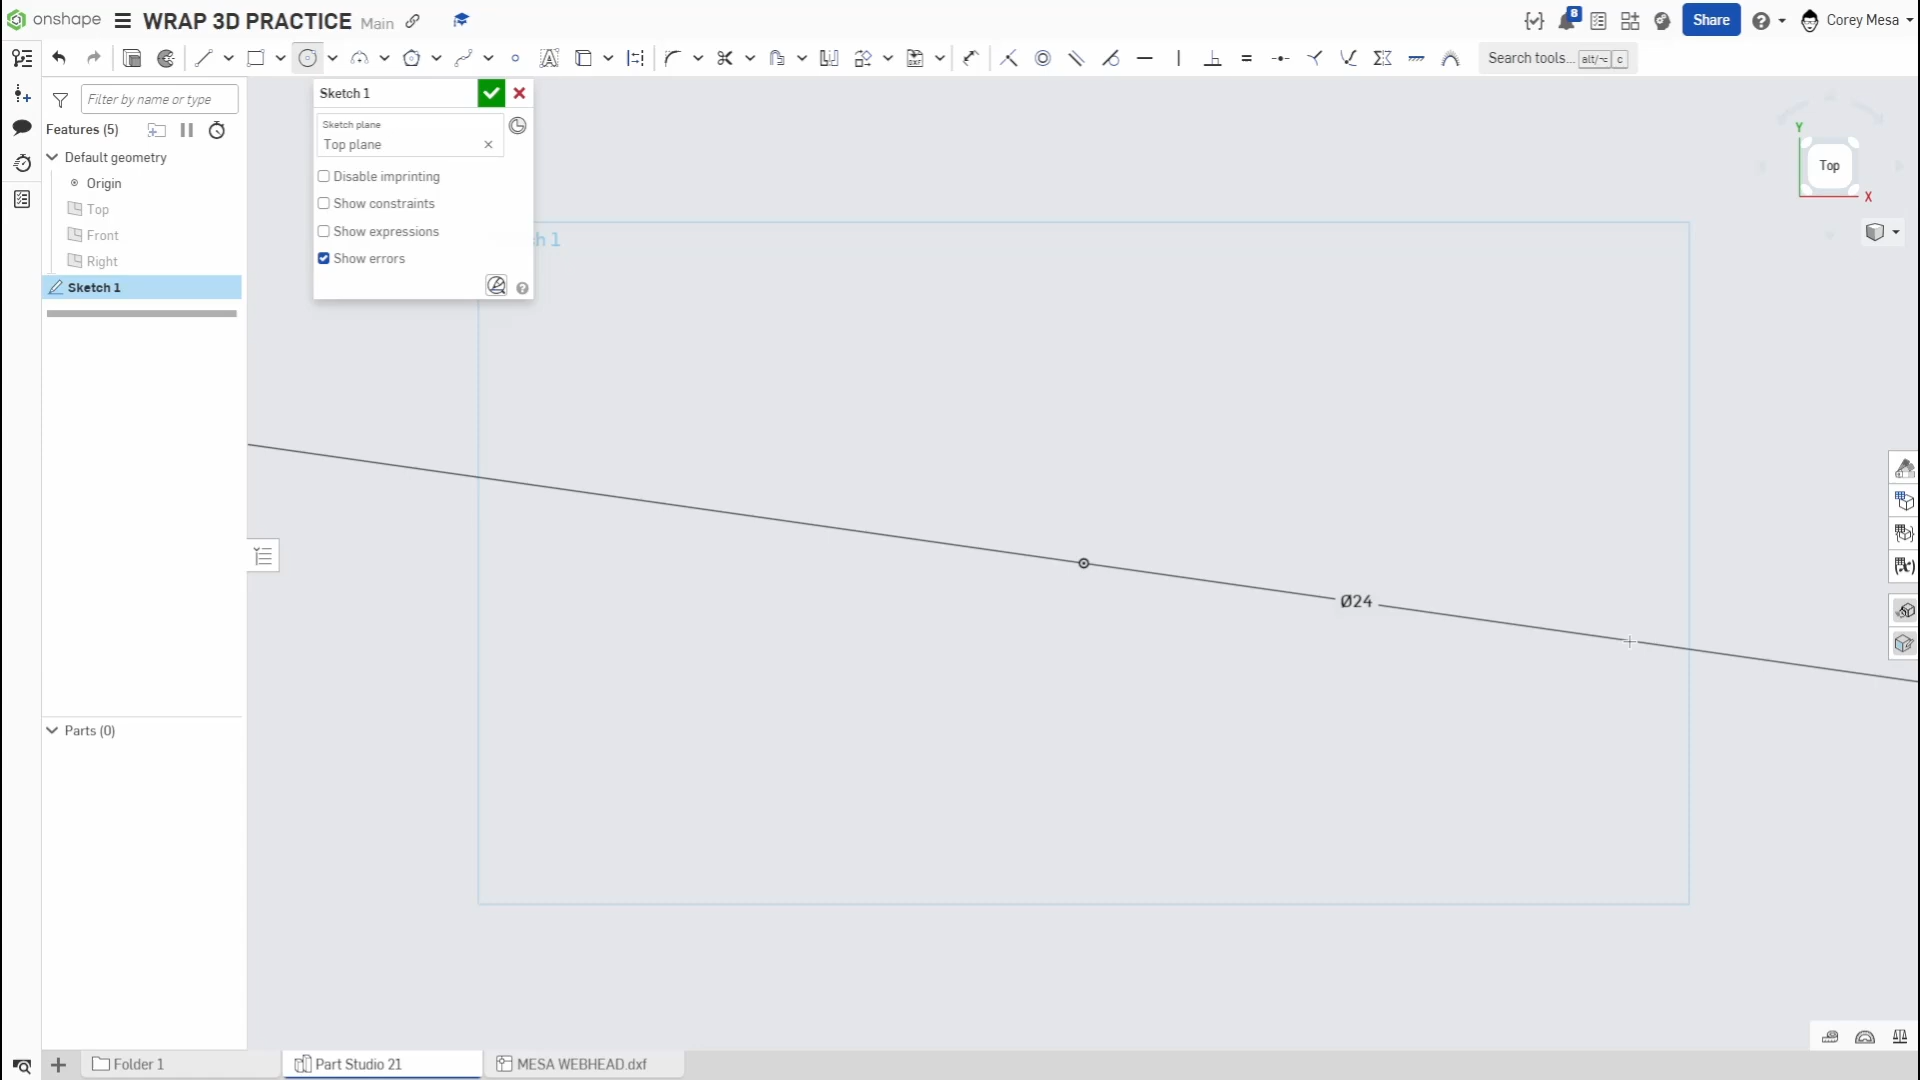 onshape WRAP 3D PRACTICE Main 8 Share Corey Mesa
Search tools... alt/⌥ c
Filter by name or type
Features (5)
Default geometry
Origin
Top
Front
Right
Sketch 1
Parts (0)
Sketch 1
Sketch plane
Top plane
Disable imprinting
Show constraints
Show expressions
Show errors
h 1
Ø24
Y
Top
X
Folder 1
Part Studio 21
MESA WEBHEAD.dxf